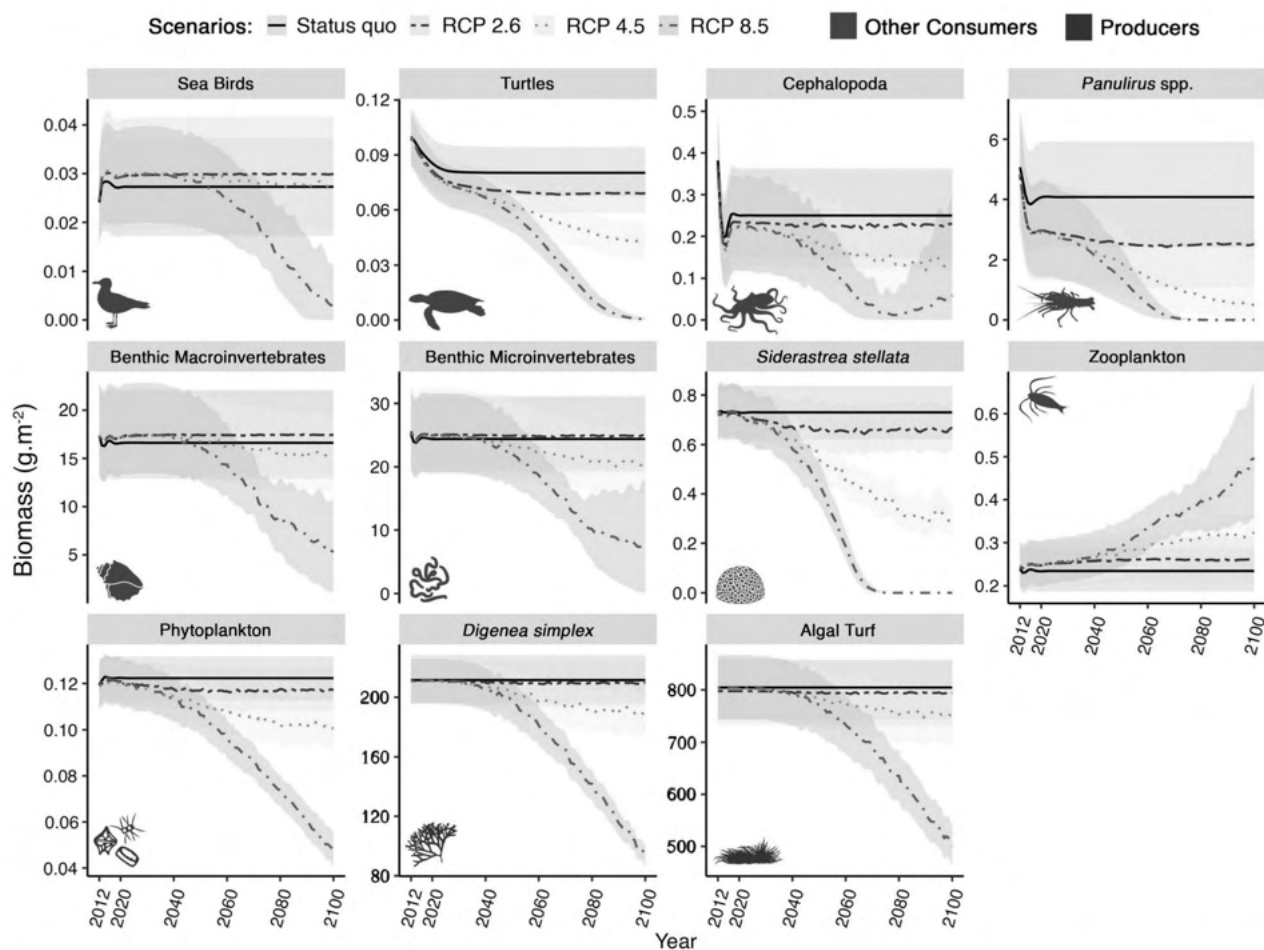 Scenarios: Status quo RCP 2.6 RCP 4.5 RCP 8.5 Other Consumers Producers
Sea Birds Turtles Cephalopoda Panulirus spp.
0.04 0.12 0.5 6
0.03 0.09 0.4
0.3 4
0.02 0.06
0.2 2
0.01 0.03 0.1
0.00 0.00 0.0 0
Benthic Macroinvertebrates Benthic Microinvertebrates Siderastrea stellata Zooplankton
20 30 0.8 0.6
15 20 0.6 0.5
10 0.4 0.4
10 0.2 0.3
5 0 0.0 0.2
Biomass (g.m-2)
2012 2020 2040 2060 2080 2100
Phytoplankton Digenea simplex Algal Turf
0.12 200 800
0.10 160 700
0.08
0.06 120 600
0.04 80 500
2012 2020 2040 2060 2080 2100 2012 2020 2040 2060 2080 2100 2012 2020 2040 2060 2080 2100
Year